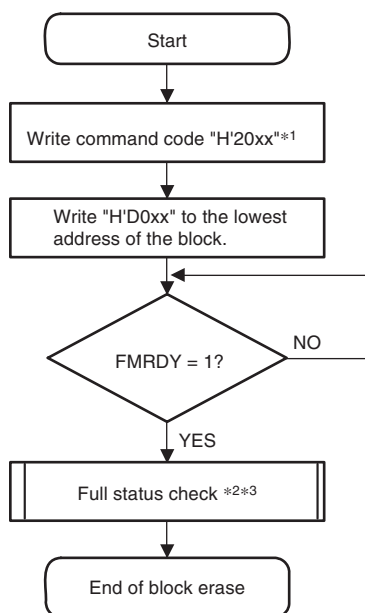 Start
Write command code "H'20xx"*1
Write "H'D0xx" to the lowest
address of the block.
FMRDY = 1?
NO
YES
Full status check *2*3
End of block erase